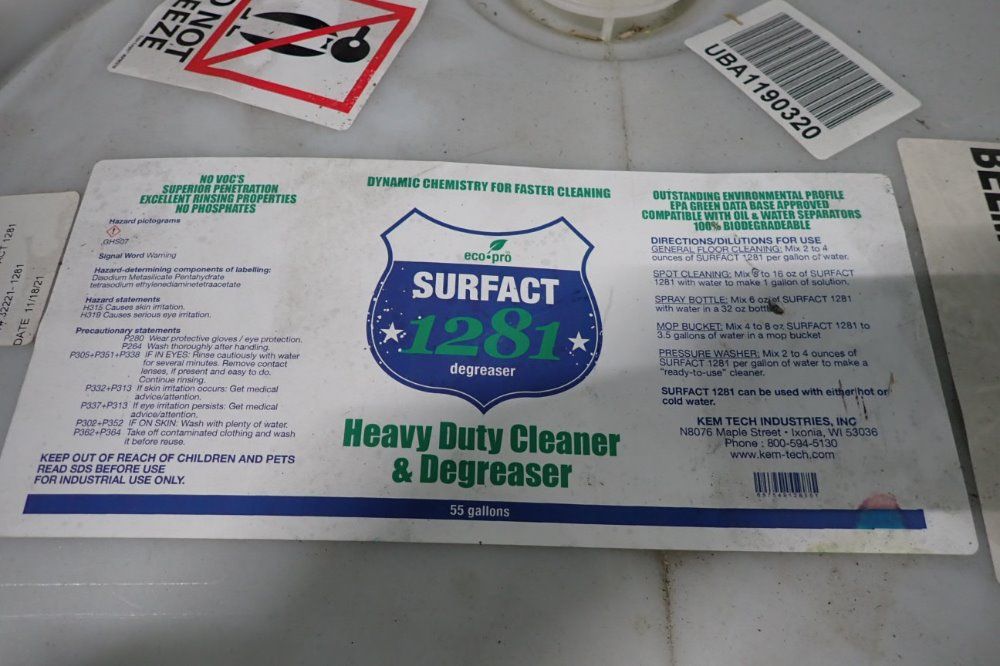 DO NOT
FREEZE
UBA1190320
ACT 1281
32221-1281
DATE 11/18/21
NO VOC'S
SUPERIOR PENETRATION
EXCELLENT RINSING PROPERTIES
NO PHOSPHATES
Hazard pictograms
GHS07
Signal Word Warning
Hazard-determining components of labelling:
Disodium Metasilicate Pentahydrate
tetrasodium ethylenediaminetetraacetate
Hazard statements
H315 Causes skin irritation.
H319 Causes serious eye irritation.
Precautionary statements
P280 Wear protective gloves / eye protection.
P264 Wash thoroughly after handling.
P305+P351+P338 IF IN EYES: Rinse cautiously with water
for several minutes. Remove contact
lenses, if present and easy to do.
Continue rinsing.
P332+P313 If skin irritation occurs: Get medical
advice/attention.
P337+P313 If eye irritation persists: Get medical
advice/attention.
P302+P352 IF ON SKIN: Wash with plenty of water.
P362+P364 Take off contaminated clothing and wash
it before reuse.
KEEP OUT OF REACH OF CHILDREN AND PETS
READ SDS BEFORE USE
FOR INDUSTRIAL USE ONLY.
DYNAMIC CHEMISTRY FOR FASTER CLEANING
eco•pro
SURFACT
1281
degreaser
Heavy Duty Cleaner
& Degreaser
OUTSTANDING ENVIRONMENTAL PROFILE
EPA GREEN DATA BASE APPROVED
COMPATIBLE WITH OIL & WATER SEPARATORS
100% BIODEGRADEABLE
DIRECTIONS/DILUTIONS FOR USE
GENERAL FLOOR CLEANING: Mix 2 to 4
ounces of SURFACT 1281 per gallon of water.
SPOT CLEANING: Mix 8 to 16 oz of SURFACT
1281 with water to make 1 gallon of solution.
SPRAY BOTTLE: Mix 6 oz of SURFACT 1281
with water in a 32 oz bottle
MOP BUCKET: Mix 4 to 8 oz SURFACT 1281 to
3.5 gallons of water in a mop bucket
PRESSURE WASHER: Mix 2 to 4 ounces of
SURFACT 1281 per gallon of water to make a
"ready-to-use" cleaner.
SURFACT 1281 can be used with either hot or
cold water.
KEM TECH INDUSTRIES, INC
N8076 Maple Street • Ixonia, WI 53036
Phone : 800-594-5130
www.kem-tech.com
55 gallons